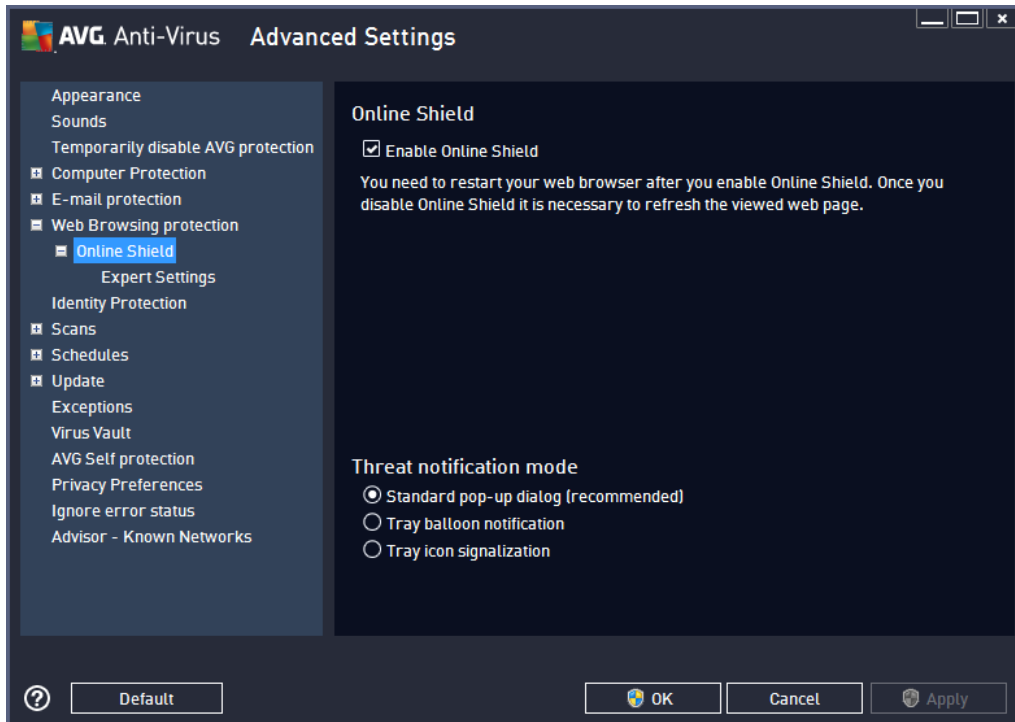 AVG. Anti-Virus Advanced Settings
Appearance
Sounds
Temporarily disable AVG protection
Computer Protection
E-mail protection
Web Browsing protection
Online Shield
Expert Settings
Identity Protection
Scans
Schedules
Update
Exceptions
Virus Vault
AVG Self protection
Privacy Preferences
Ignore error status
Advisor - Known Networks
Online Shield
Enable Online Shield
You need to restart your web browser after you enable Online Shield. Once you
disable Online Shield it is necessary to refresh the viewed web page.
Threat notification mode
Standard pop-up dialog (recommended)
Tray balloon notification
Tray icon signalization
? Default OK Cancel Apply